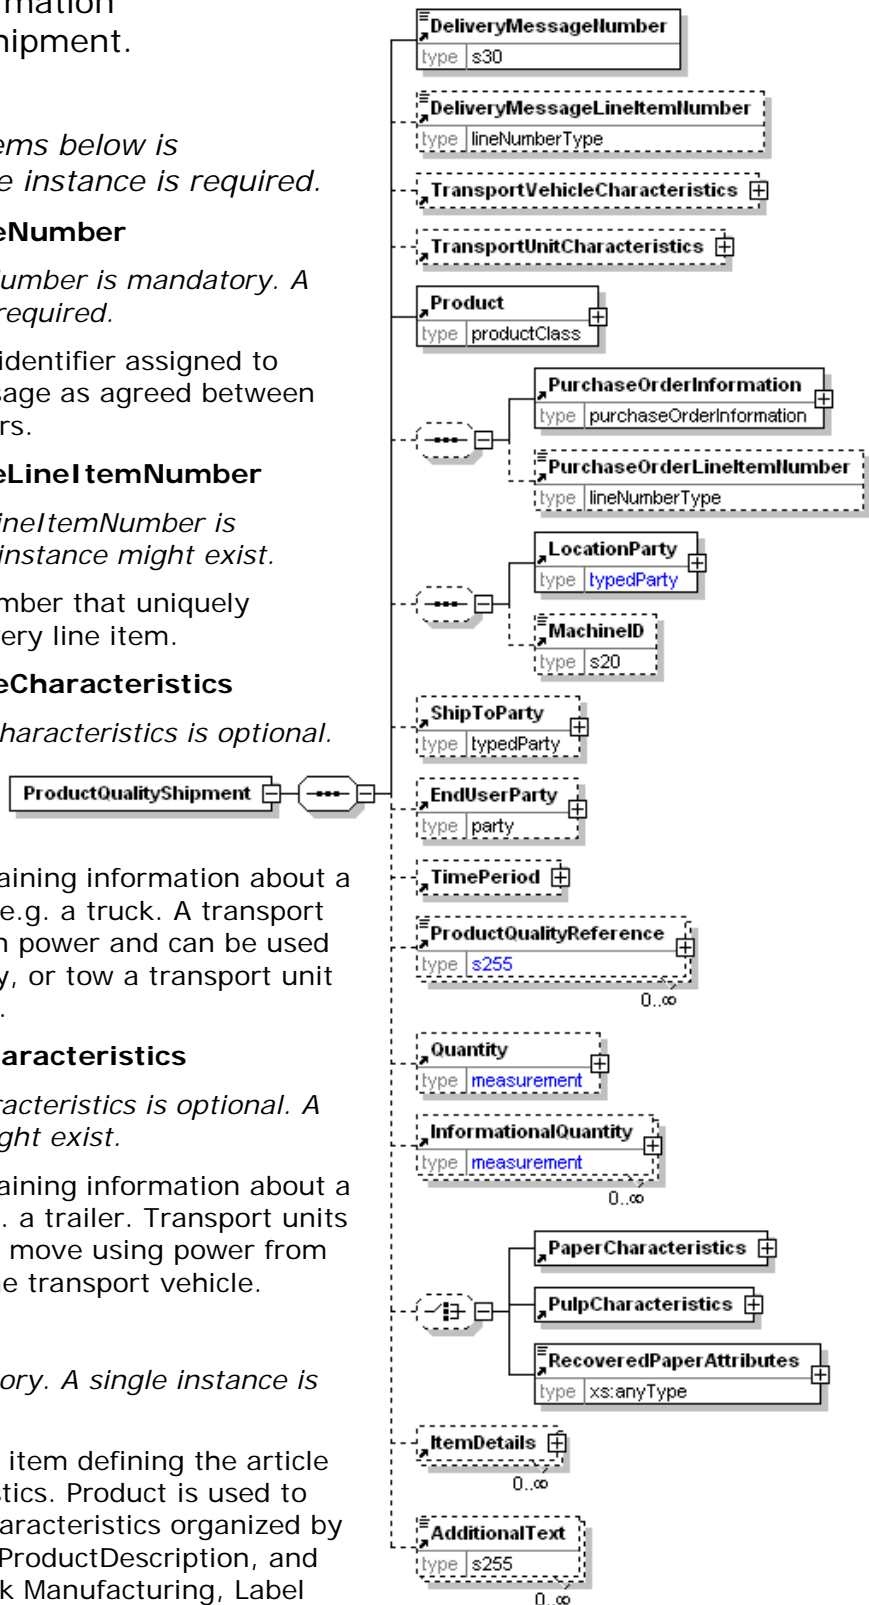 rmation
hipment.
ems below is
e instance is required.
eNumber
umber is mandatory. A
required.
identifier assigned to
sage as agreed between
rs.
eLineItemNumber
ineItemNumber is
instance might exist.
mber that uniquely
ery line item.
eCharacteristics
haracteristics is optional.
aining information about a
e.g. a truck. A transport
n power and can be used
y, or tow a transport unit
.
aracteristics
racteristics is optional. A
ght exist.
aining information about a
. a trailer. Transport units
move using power from
e transport vehicle.
ory. A single instance is
item defining the article
stics. Product is used to
aracteristics organized by
ProductDescription, and
k Manufacturing, Label
ProductQualityShipment
DeliveryMessageNumber
type s30
DeliveryMessageLineItemNumber
type lineNumberType
TransportVehicleCharacteristics
TransportUnitCharacteristics
Product
type productClass
PurchaseOrderInformation
type purchaseOrderInformation
PurchaseOrderLineItemNumber
type lineNumberType
LocationParty
type typedParty
MachineID
type s20
ShipToParty
type typedParty
EndUserParty
type party
TimePeriod
ProductQualityReference
type s255
0..∞
Quantity
type measurement
InformationalQuantity
type measurement
0..∞
PaperCharacteristics
PulpCharacteristics
RecoveredPaperAttributes
type xs:anyType
ItemDetails
0..∞
AdditionalText
type s255
0..∞